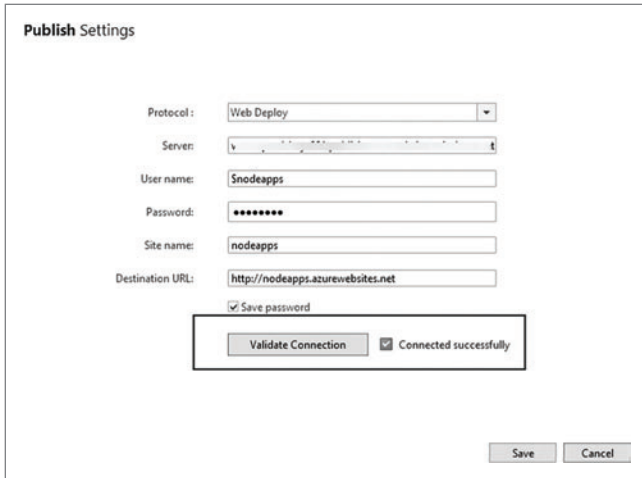 Publish Settings
Protocol : Web Deploy
Server: t
User name: $nodeapps
Password: ●●●●●●●●
Site name: nodeapps
Destination URL: http://nodeapps.azurewebsites.net
Save password
Validate Connection Connected successfully
Save Cancel